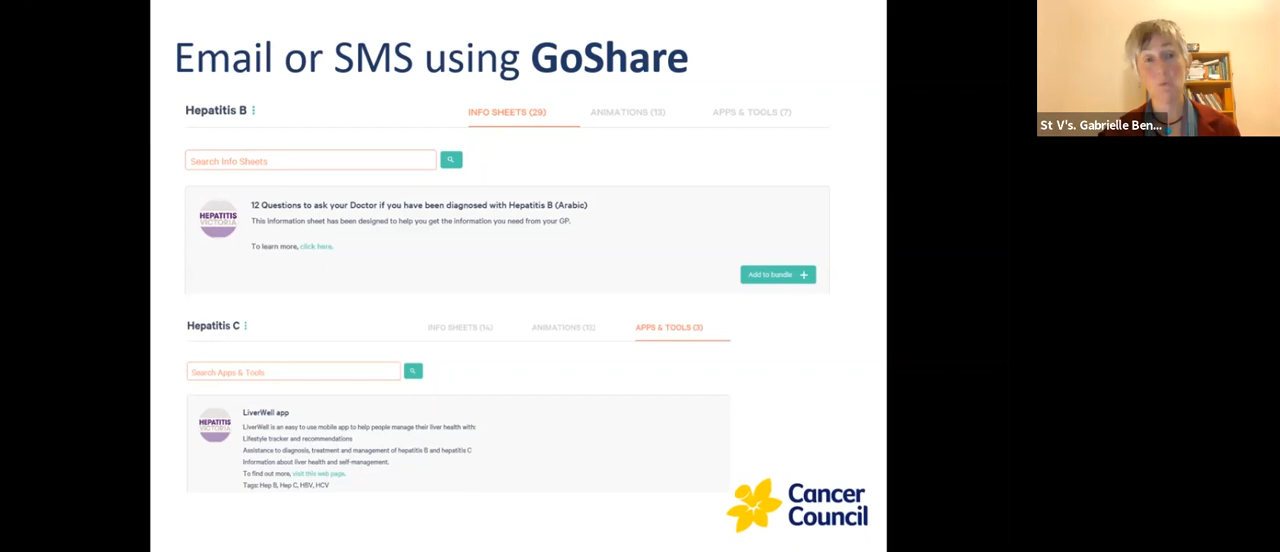 Email or SMS using GoShare
Hepatitis B
INFO SHEETS (29)
ANIMATIONS (13)
APPS & TOOLS (7)
Search Info Sheets
HEPATITIS
VICTORIA
12 Questions to ask your Doctor if you have been diagnosed with Hepatitis B (Arabic)
This information sheet has been designed to help you get the information you need from your GP.
To learn more, click here.
Add to bundle +
Hepatitis C
INFO SHEETS (14)
ANIMATIONS (13)
APPS & TOOLS (3)
Search Apps & Tools
HEPATITIS
VICTORIA
LiverWell app
LiverWell is an easy to use mobile app to help people manage their liver health with:
Lifestyle tracker and recommendations
Assistance to diagnosis, treatment and management of hepatitis B and hepatitis C
Information about liver health and self-management.
To find out more, visit this web page.
Tags: Hep B, Hep C, HBV, HCV
Cancer
Council
St V's. Gabrielle Ben...